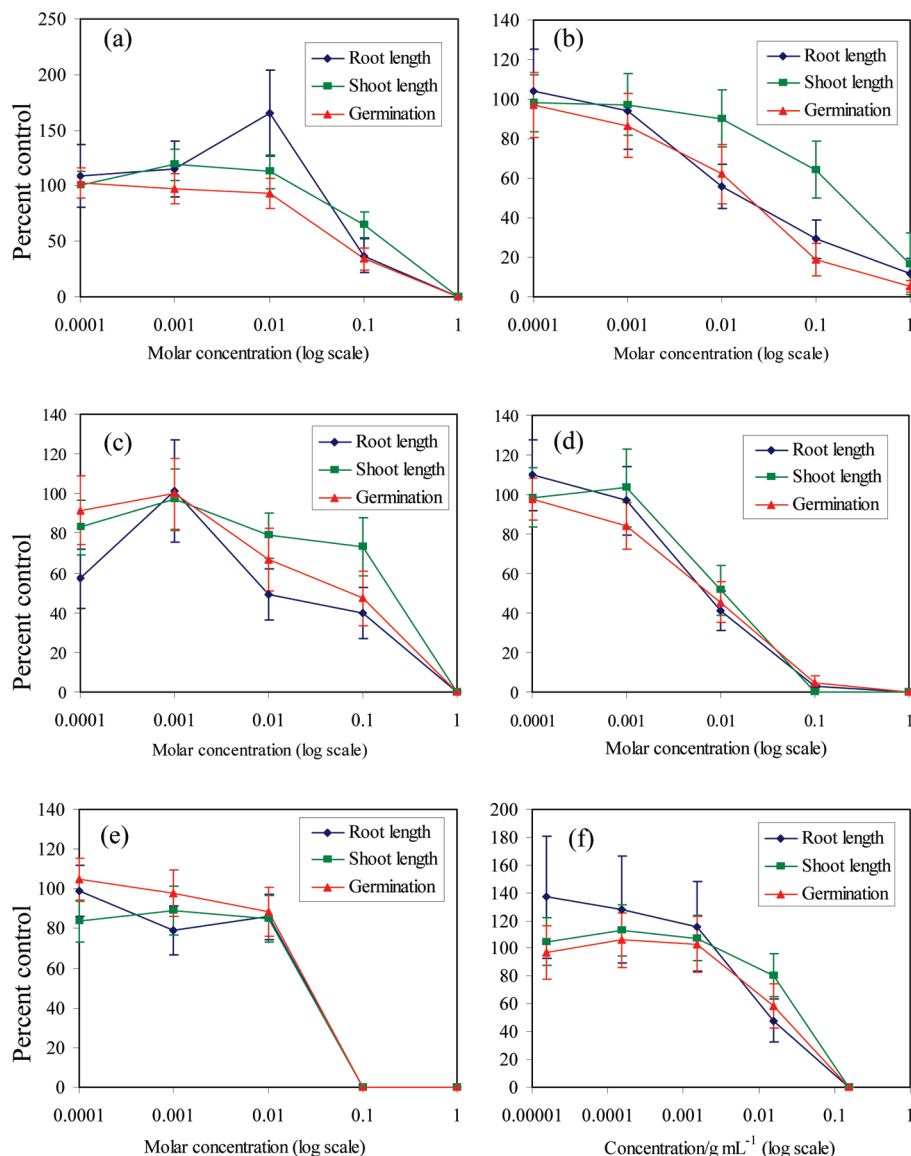 (a)
Root length
Shoot length
Germination
250
200
150
100
50
0
Percent control
0.0001 0.001 0.01 0.1 1
Molar concentration (log scale)
(b)
Root length
Shoot length
Germination
140
120
100
80
60
40
20
0
0.0001 0.001 0.01 0.1 1
Molar concentration (log scale)
(c)
Root length
Shoot length
Germination
140
120
100
80
60
40
20
0
Percent control
0.0001 0.001 0.01 0.1 1
Molar concentration (log scale)
(d)
Root length
Shoot length
Germination
140
120
100
80
60
40
20
0
0.0001 0.001 0.01 0.1 1
Molar concentration (log scale)
(e)
Root length
Shoot length
Germination
140
120
100
80
60
40
20
0
Percent control
0.0001 0.001 0.01 0.1 1
Molar concentration (log scale)
(f)
Root length
Shoot length
Germination
200
180
160
140
120
100
80
60
40
20
0
0.00001 0.0001 0.001 0.01 0.1 1
Concentration/g mL⁻¹ (log scale)